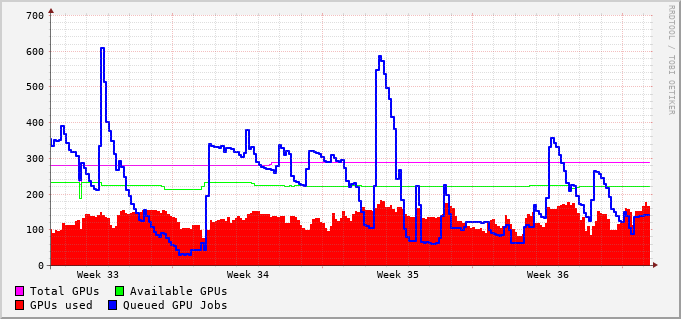 700
600
500
400
300
200
100
0
Week 33 Week 34 Week 35 Week 36
Total GPUs Available GPUs
GPUs used Queued GPU Jobs
RRDTOOL / TOBI OETIKER